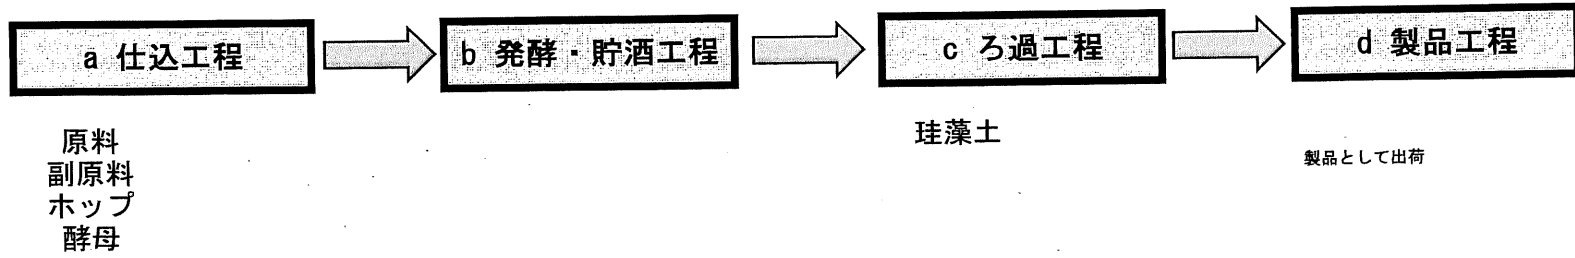 a 仕込工程
b 発酵・貯酒工程
c ろ過工程
d 製品工程
原料
副原料
ホップ
酵母
珪藻土
製品として出荷